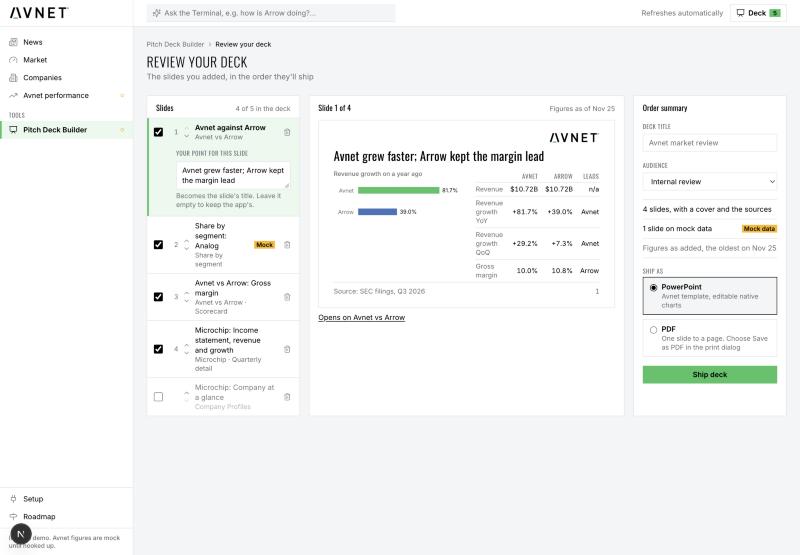 AVNET
Ask the Terminal, e.g. how is Arrow doing?...
Refreshes automatically
Deck 5
News
Market
Companies
Avnet performance
TOOLS
Pitch Deck Builder
Setup
Roadmap
demo. Avnet figures are mock
until hooked up.
N
Pitch Deck Builder › Review your deck
REVIEW YOUR DECK
The slides you added, in the order they'll ship
Slides
4 of 5 in the deck
1
Avnet against Arrow
Avnet vs Arrow
YOUR POINT FOR THIS SLIDE
Avnet grew faster; Arrow kept
the margin lead
Becomes the slide's title. Leave it
empty to keep the app's.
2
Share by
segment:
Analog
Mock
Share by
segment
3
Avnet vs Arrow: Gross
margin
Avnet vs Arrow ·
Scorecard
4
Microchip: Income
statement, revenue
and growth
Microchip · Quarterly
detail
Microchip: Company at
a glance
Company Profiles
Slide 1 of 4
Figures as of Nov 25
AVNET
Avnet grew faster; Arrow kept the margin lead
Revenue growth on a year ago
Avnet 81.7%
Arrow 39.0%
AVNET ARROW LEADS
Revenue $10.72B $10.72B n/a
Revenue
growth
YoY
+81.7% +39.0% Avnet
Revenue
growth
QoQ
+29.2% +7.3% Avnet
Gross
margin
10.0% 10.8% Arrow
Source: SEC filings, Q3 2026
1
Opens on Avnet vs Arrow
Order summary
DECK TITLE
Avnet market review
AUDIENCE
Internal review
4 slides, with a cover and the sources
1 slide on mock data
Mock data
Figures as added, the oldest on Nov 25
SHIP AS
PowerPoint
Avnet template, editable native
charts
PDF
One slide to a page. Choose Save
as PDF in the print dialog
Ship deck